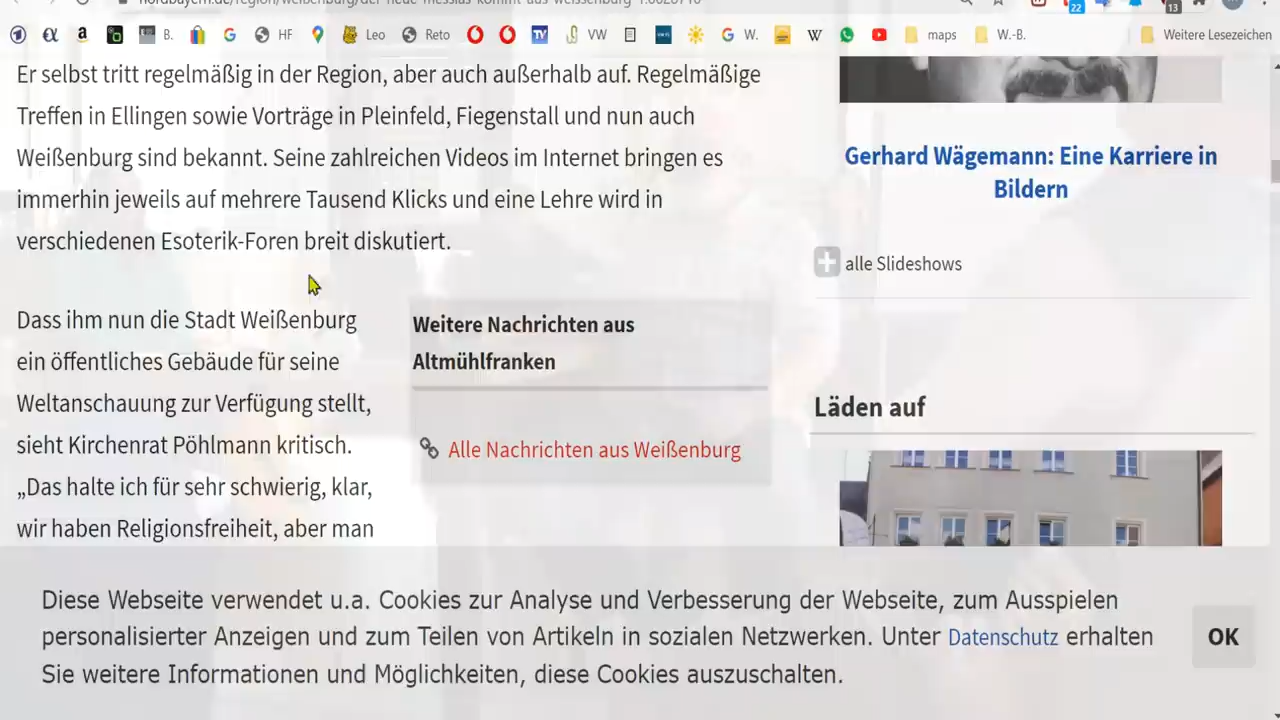 22
13
B.
HF
Leo
Reto
VW
W.
maps
W.-B.
Weitere Lesezeichen
Er selbst tritt regelmäßig in der Region, aber auch außerhalb auf. Regelmäßige
Treffen in Ellingen sowie Vorträge in Pleinfeld, Fiegenstall und nun auch
Weißenburg sind bekannt. Seine zahlreichen Videos im Internet bringen es
immerhin jeweils auf mehrere Tausend Klicks und eine Lehre wird in
verschiedenen Esoterik-Foren breit diskutiert.
Dass ihm nun die Stadt Weißenburg
ein öffentliches Gebäude für seine
Weltanschauung zur Verfügung stellt,
sieht Kirchenrat Pöhlmann kritisch.
„Das halte ich für sehr schwierig, klar,
wir haben Religionsfreiheit, aber man
Weitere Nachrichten aus
Altmühlfranken
Alle Nachrichten aus Weißenburg
Gerhard Wägemann: Eine Karriere in
Bildern
alle Slideshows
Läden auf
Diese Webseite verwendet u.a. Cookies zur Analyse und Verbesserung der Webseite, zum Ausspielen
personalisierter Anzeigen und zum Teilen von Artikeln in sozialen Netzwerken. Unter Datenschutz erhalten
Sie weitere Informationen und Möglichkeiten, diese Cookies auszuschalten.
OK